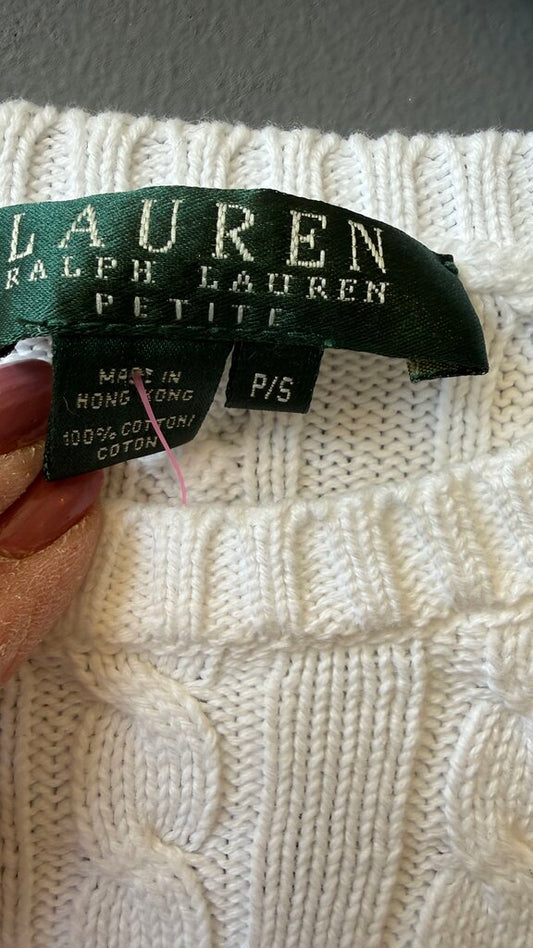 LAUREN
RALPH LAUREN
PETITE
P/S
MADE IN
HONG KONG
100% COTTON/
COTON